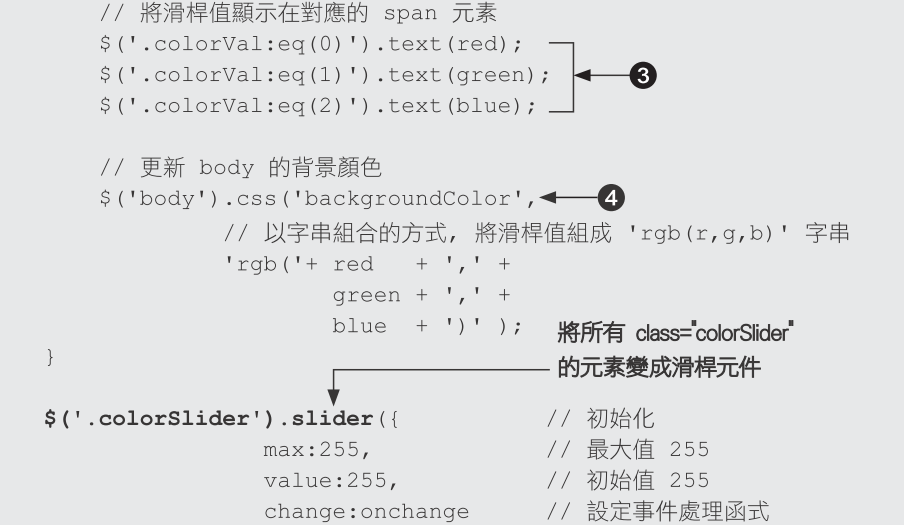 // 將滑桿值顯示在對應的 span 元素
$('.colorVal:eq(0)').text(red);
$('.colorVal:eq(1)').text(green);
❸
$('.colorVal:eq(2)').text(blue);
// 更新 body 的背景顏色
$('body').css('backgroundColor',
❹
// 以字串組合的方式, 將滑桿值組成 'rgb(r,g,b)' 字串
'rgb('+ red + ',' +
green + ',' +
blue + ')' );
將所有 class="colorSlider"
的元素變成滑桿元件
}
$('.colorSlider').slider({ // 初始化
max:255, // 最大值 255
value:255, // 初始值 255
change:onchange // 設定事件處理函式